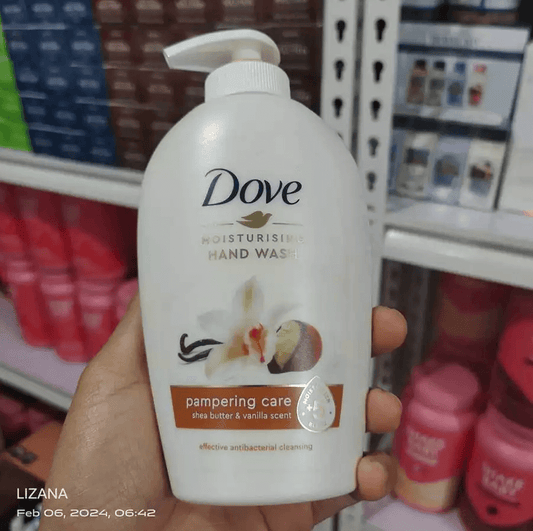 Dove
MOISTURISING
HAND WASH
pampering care
shea butter & vanilla scent
effective antibacterial cleansing
LIZANA
Feb 06, 2024, 06:42